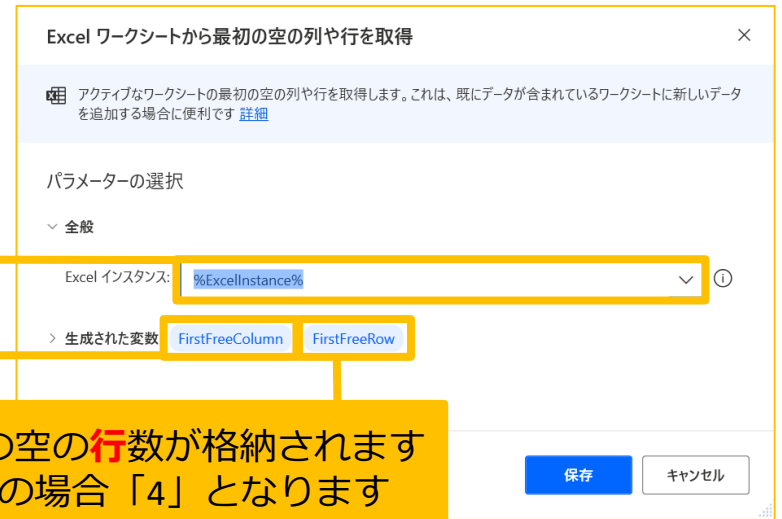 Excel ワークシートから最初の空の列や行を取得
アクティブなワークシートの最初の空の列や行を取得します。これは、既にデータが含まれているワークシートに新しいデータ
を追加する場合に便利です 詳細
パラメーターの選択
全般
Excel インスタンス: %ExcelInstance%
生成された変数 FirstFreeColumn FirstFreeRow
の空の行数が格納されます
の場合「4」となります
保存 キャンセル